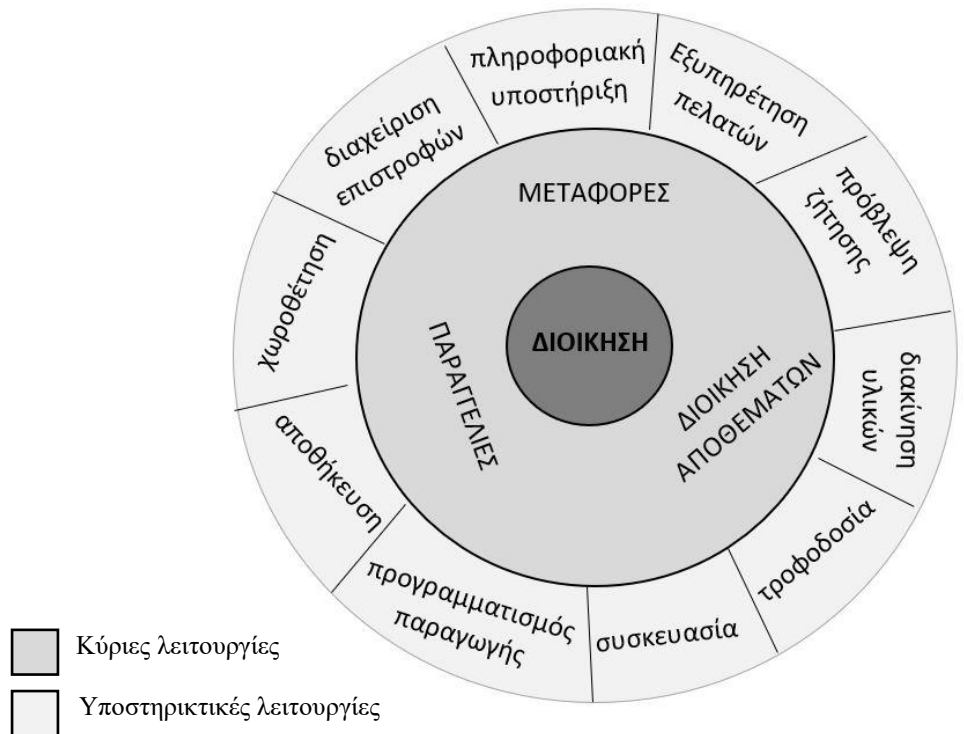 πληροφοριακή
υποστήριξη
Εξυπηρέτηση
πελατών
πρόβλεψη
ζήτησης
διακίνηση
υλικών
τροφοδοσία
συσκευασία
προγραμματισμός
παραγωγής
αποθήκευση
χωροθέτηση
διαχείριση
επιστροφών
ΜΕΤΑΦΟΡΕΣ
ΔΙΟΙΚΗΣΗ
ΑΠΟΘΕΜΑΤΩΝ
ΠΑΡΑΓΓΕΛΙΕΣ
ΔΙΟΙΚΗΣΗ
Κύριες λειτουργίες
Υποστηρικτικές λειτουργίες